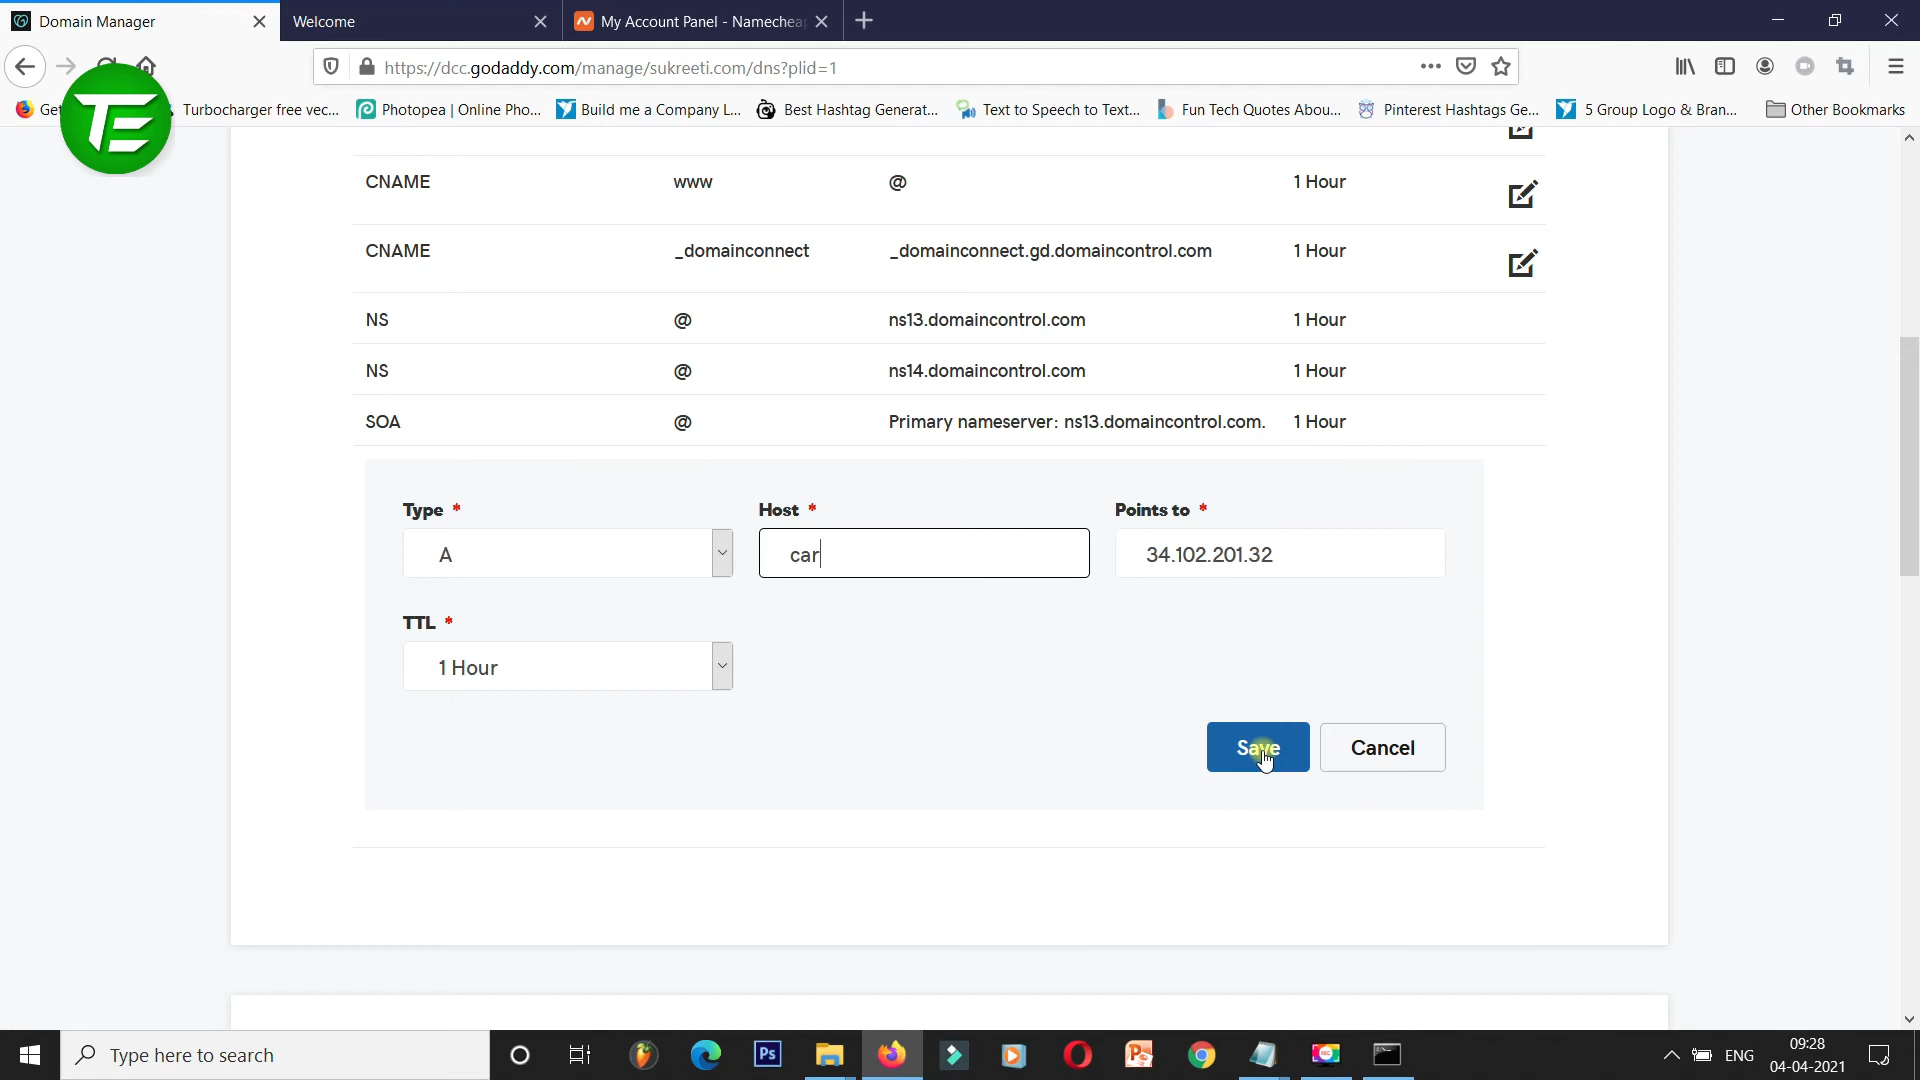 Domain Manager
Welcome
My Account Panel - Namechea
https://dcc.godaddy.com/manage/sukreeti.com/dns?plid=1
Get
Turbocharger free vec...
Photopea | Online Pho...
Build me a Company L...
Best Hashtag Generat...
Text to Speech to Text...
Fun Tech Quotes Abou...
Pinterest Hashtags Ge...
5 Group Logo & Bran...
Other Bookmarks
TE
CNAME www @ 1 Hour
CNAME _domainconnect _domainconnect.gd.domaincontrol.com 1 Hour
NS @ ns13.domaincontrol.com 1 Hour
NS @ ns14.domaincontrol.com 1 Hour
SOA @ Primary nameserver: ns13.domaincontrol.com. 1 Hour
Type * Host * Points to *
A car 34.102.201.32
TTL *
1 Hour
Save Cancel
Type here to search
Ps
REC
ENG
09:28
04-04-2021